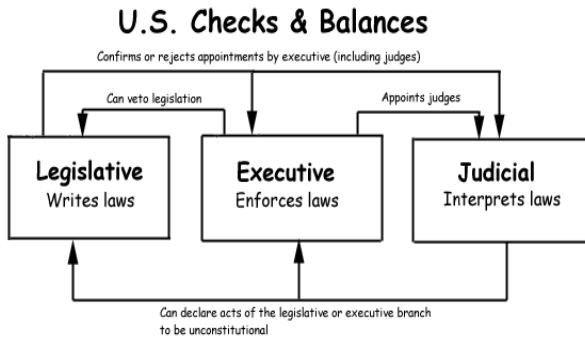 U.S. Checks & Balances
Confirms or rejects appointments by executive (including judges)
Can veto legislation
Appoints judges
Legislative
Writes laws
Executive
Enforces laws
Judicial
Interprets laws
Can declare acts of the legislative or executive branch
to be unconstitutional